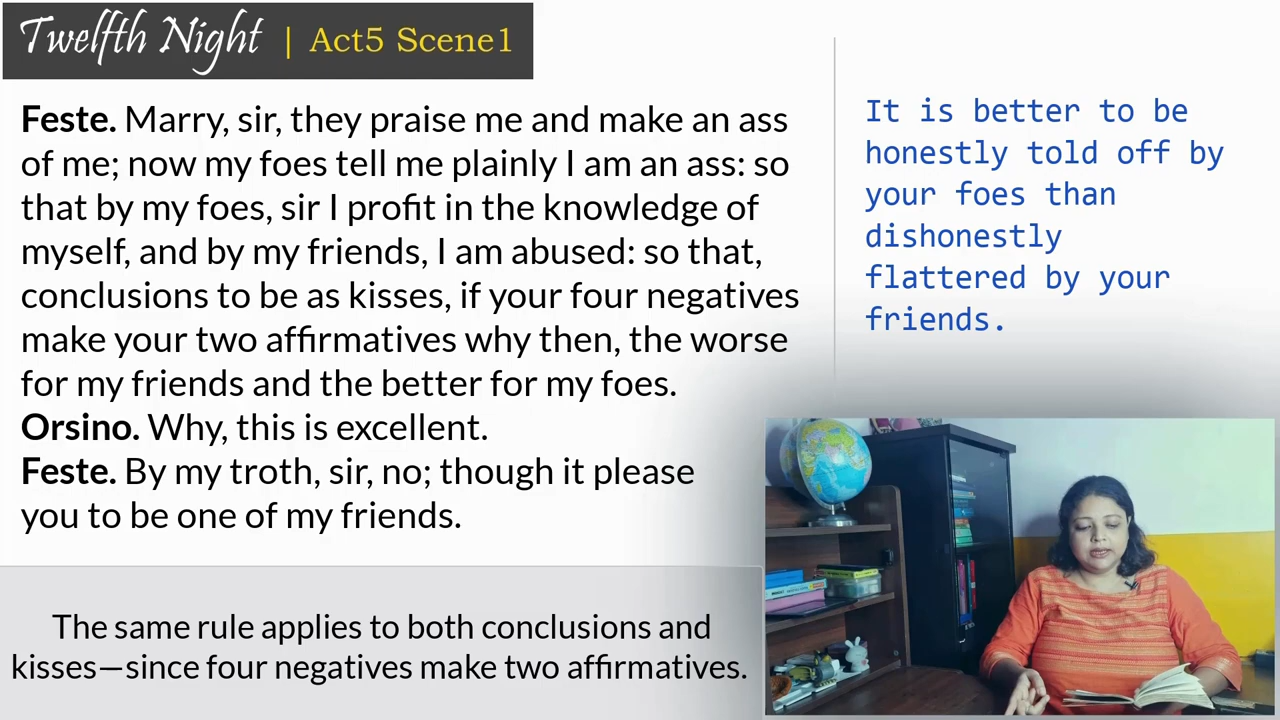 Twelfth Night | Act5 Scene1
Feste. Marry, sir, they praise me and make an ass
of me; now my foes tell me plainly I am an ass: so
that by my foes, sir I profit in the knowledge of
myself, and by my friends, I am abused: so that,
conclusions to be as kisses, if your four negatives
make your two affirmatives why then, the worse
for my friends and the better for my foes.
Orsino. Why, this is excellent.
Feste. By my troth, sir, no; though it please
you to be one of my friends.
It is better to be
honestly told off by
your foes than
dishonestly
flattered by your
friends.
The same rule applies to both conclusions and
kisses—since four negatives make two affirmatives.